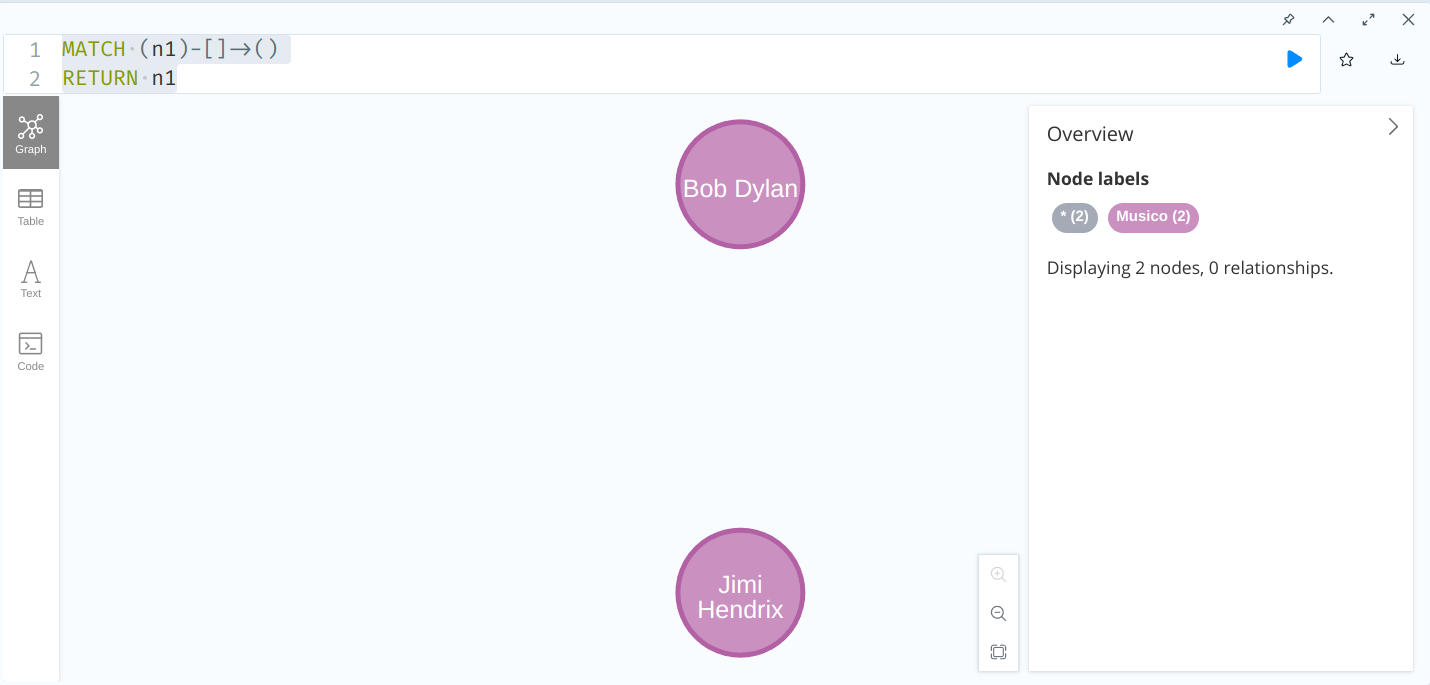 1 MATCH (n1)-[]->()
2 RETURN n1
Graph
Table
Text
Code
Bob Dylan
Jimi
Hendrix
Overview
Node labels
* (2) Musico (2)
Displaying 2 nodes, 0 relationships.